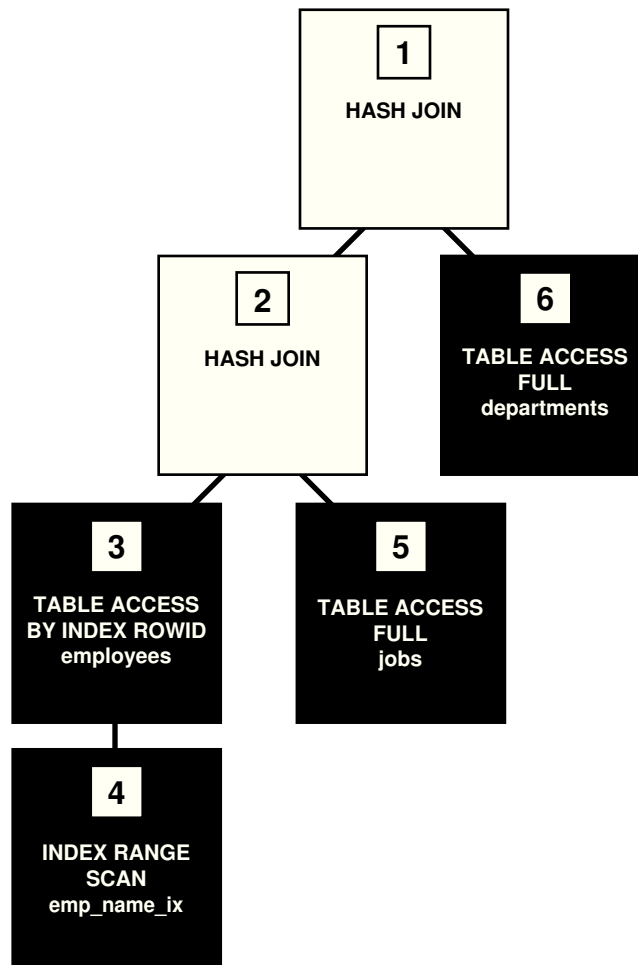 1
HASH JOIN
2
HASH JOIN
6
TABLE ACCESS
FULL
departments
3
TABLE ACCESS
BY INDEX ROWID
employees
5
TABLE ACCESS
FULL
jobs
4
INDEX RANGE
SCAN
emp_name_ix